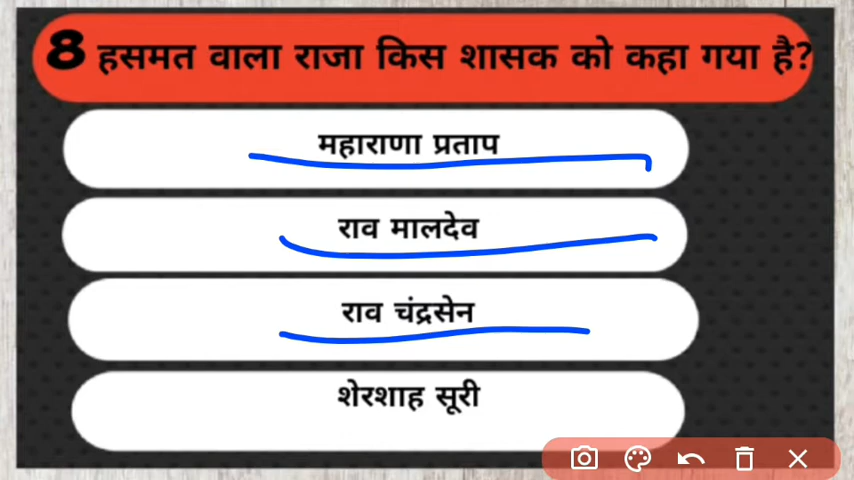 8 हसमत वाला राजा किस शासक को कहा गया है?
महाराणा प्रताप
राव मालदेव
राव चंद्रसेन
शेरशाह सूरी